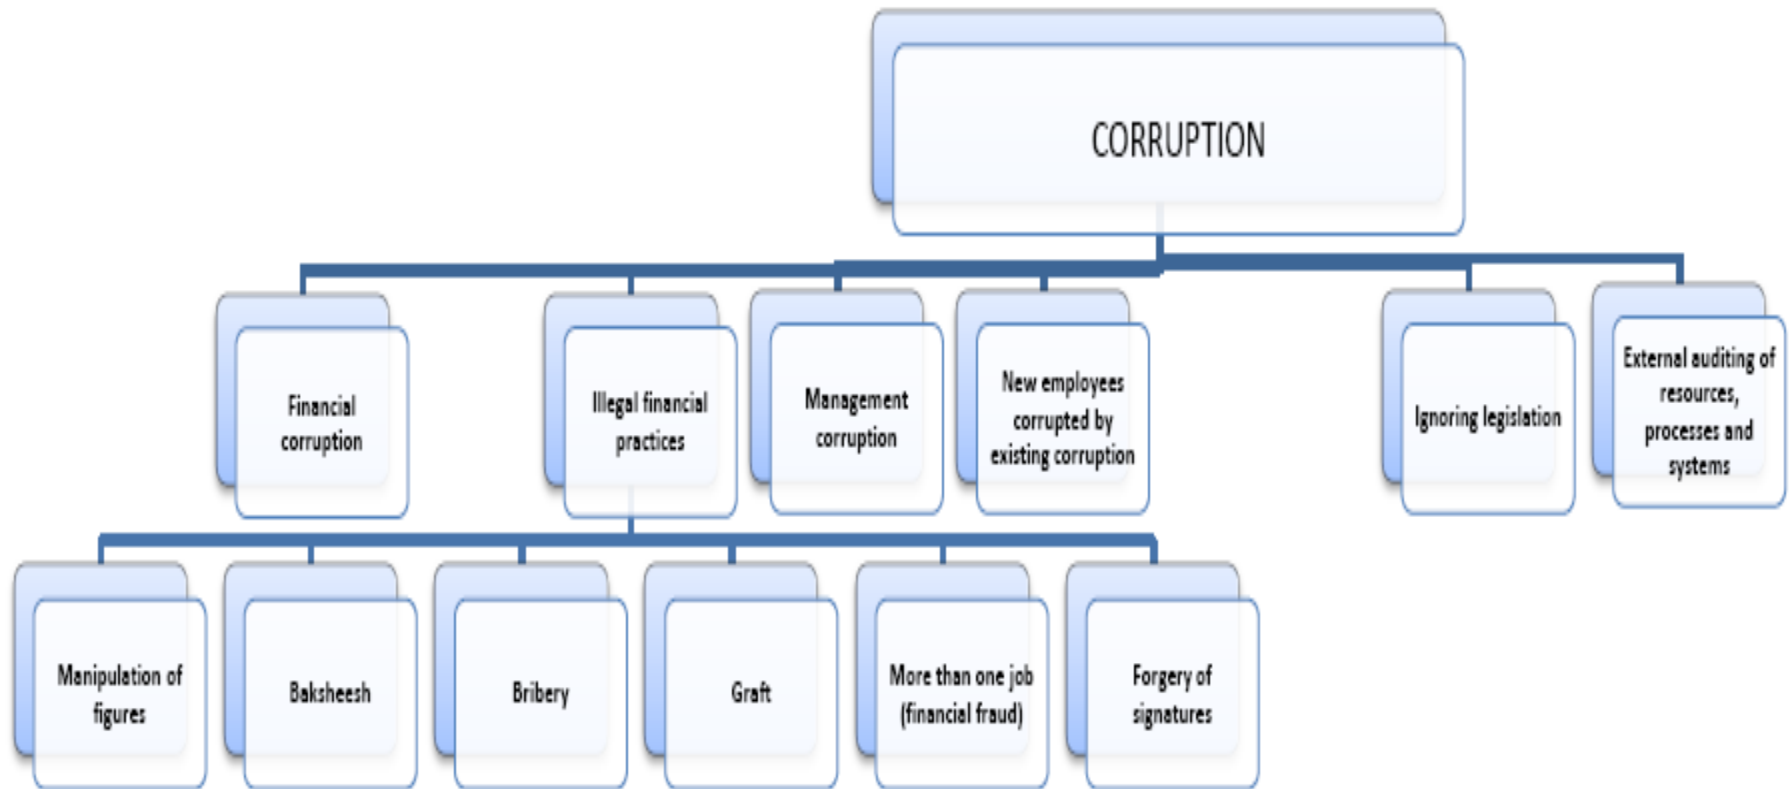 CORRUPTION
Financial
corruption
Illegal financial
practices
Management
corruption
New employees
corrupted by
existing corruption
Ignoring legislation
External auditing of
resources,
processes and
systems
Manipulation of
figures
Baksheesh
Bribery
Graft
More than one job
(financial fraud)
Forgery of
signatures